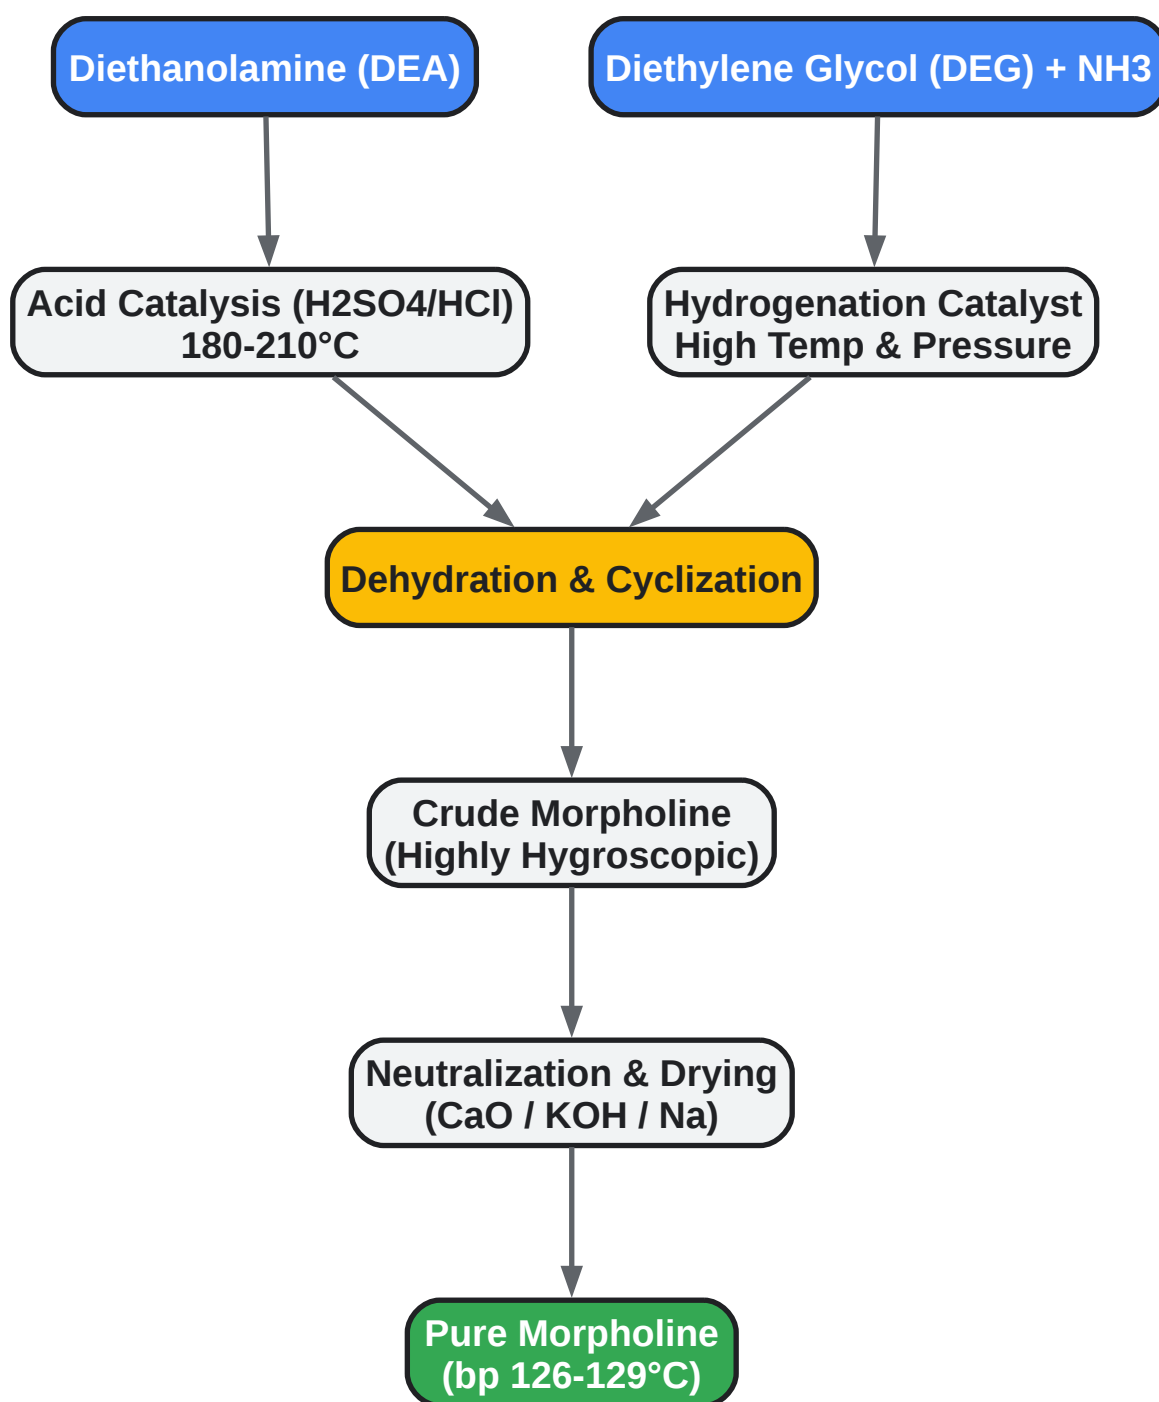 Diethanolamine (DEA)
Diethylene Glycol (DEG) + NH3
Acid Catalysis (H2SO4/HCl)
180-210°C
Hydrogenation Catalyst
High Temp & Pressure
Dehydration & Cyclization
Crude Morpholine
(Highly Hygroscopic)
Neutralization & Drying
(CaO / KOH / Na)
Pure Morpholine
(bp 126-129°C)